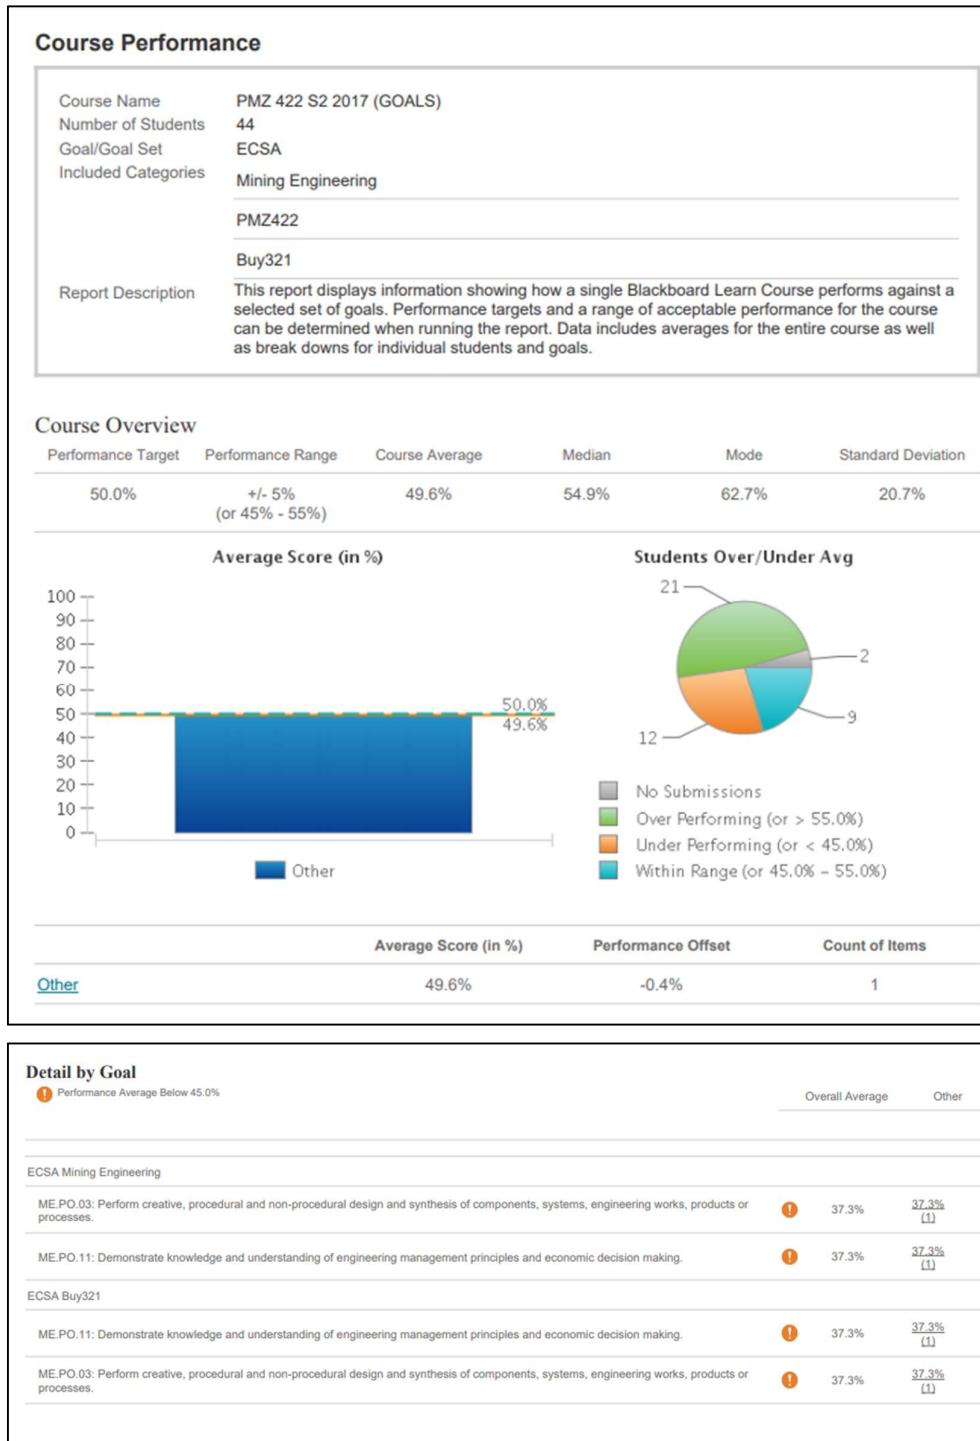 Course Performance
Course Name PMZ 422 S2 2017 (GOALS)
Number of Students 44
Goal/Goal Set ECSA
Included Categories Mining Engineering
PMZ422
Buy321
Report Description This report displays information showing how a single Blackboard Learn Course performs against a
selected set of goals. Performance targets and a range of acceptable performance for the course
can be determined when running the report. Data includes averages for the entire course as well
as break downs for individual students and goals.
Course Overview
Performance Target Performance Range Course Average Median Mode Standard Deviation
50.0% +/- 5% 49.6% 54.9% 62.7% 20.7%
(or 45% - 55%)
Average Score (in %)
100
90
80
70
60
50
40
30
20
10
0
50.0%
49.6%
Other
Students Over/Under Avg
21
2
9
12
No Submissions
Over Performing (or > 55.0%)
Under Performing (or < 45.0%)
Within Range (or 45.0% - 55.0%)
Average Score (in %) Performance Offset Count of Items
Other 49.6% -0.4% 1
Detail by Goal
! Performance Average Below 45.0%
Overall Average Other
ECSA Mining Engineering
ME.PO.03: Perform creative, procedural and non-procedural design and synthesis of components, systems, engineering works, products or ! 37.3% 37.3%
processes. (1)
ME.PO.11: Demonstrate knowledge and understanding of engineering management principles and economic decision making. ! 37.3% 37.3%
(1)
ECSA Buy321
ME.PO.11: Demonstrate knowledge and understanding of engineering management principles and economic decision making. ! 37.3% 37.3%
(1)
ME.PO.03: Perform creative, procedural and non-procedural design and synthesis of components, systems, engineering works, products or ! 37.3% 37.3%
processes. (1)